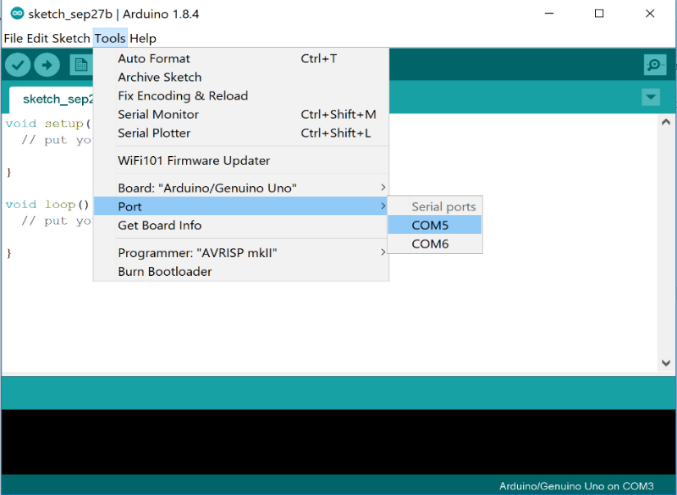 sketch_sep27b | Arduino 1.8.4
File Edit Sketch Tools Help
Auto Format Ctrl+T
Archive Sketch
Fix Encoding & Reload
Serial Monitor Ctrl+Shift+M
Serial Plotter Ctrl+Shift+L
WiFi101 Firmware Updater
Board: "Arduino/Genuino Uno"
Port
Get Board Info
Programmer: "AVRISP mkII"
Burn Bootloader
Serial ports
COM5
COM6
sketch_sep2
void setup(
// put yo
}
void loop()
// put yo
}
Arduino/Genuino Uno on COM3